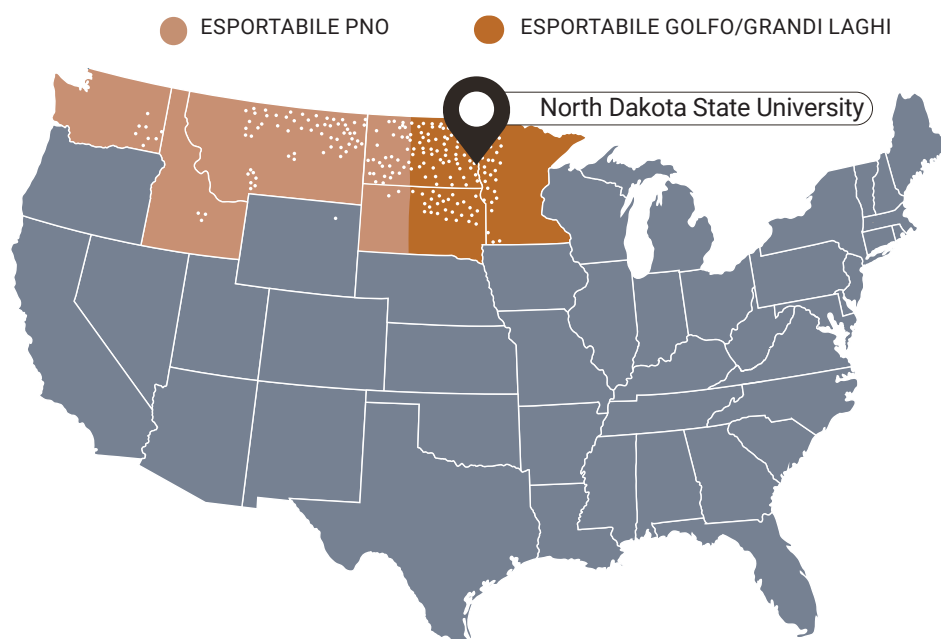 ESPORTABILE PNO
ESPORTABILE GOLFO/GRANDI LAGHI
North Dakota State University